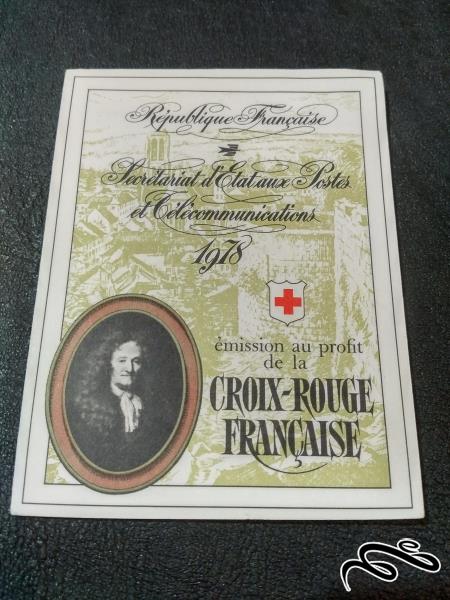 République Française
Secrétariat d'Etat aux Postes
et Télécommunications
1978
émission au profit
de la
CROIX-ROUGE
FRANÇAISE